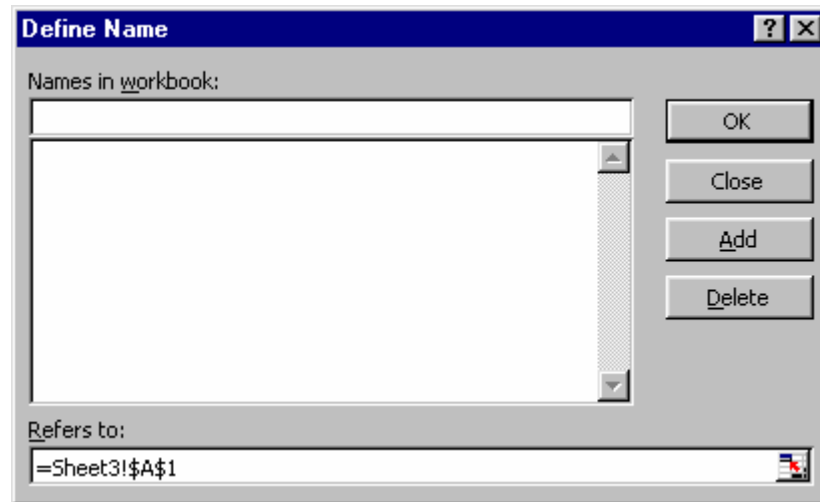 Define Name
Names in workbook:
OK
Close
Add
Delete
Refers to:
=Sheet3!$A$1